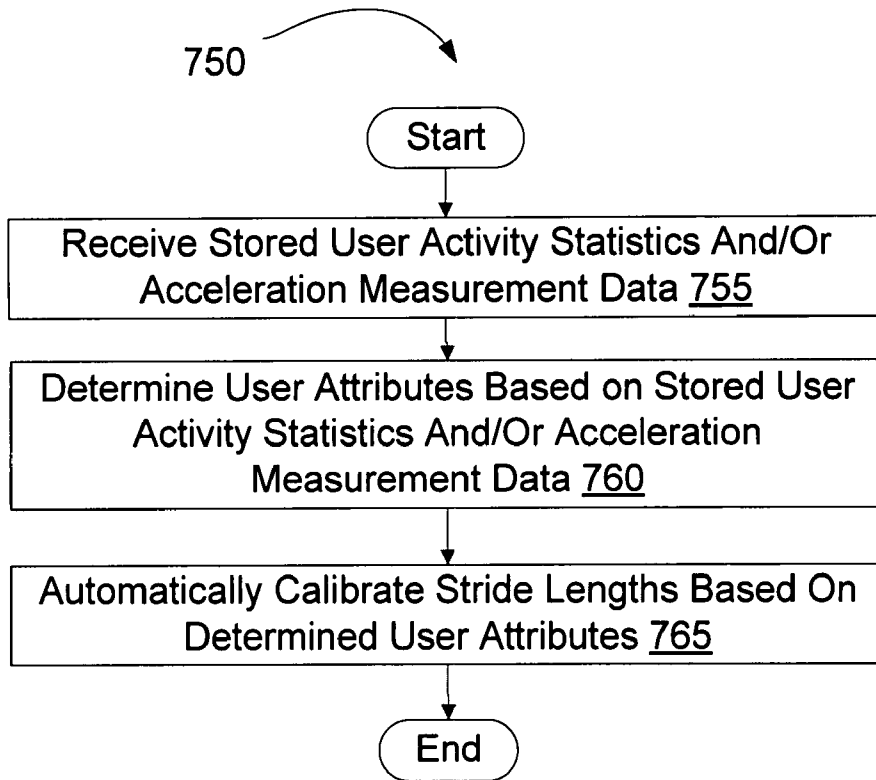 750
Start
Receive Stored User Activity Statistics And/Or
Acceleration Measurement Data 755
Determine User Attributes Based on Stored User
Activity Statistics And/Or Acceleration
Measurement Data 760
Automatically Calibrate Stride Lengths Based On
Determined User Attributes 765
End